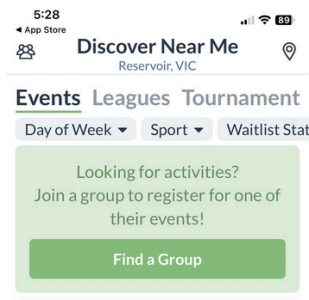 5:28
89
◀ App Store
Discover Near Me
Reservoir, VIC
Events Leagues Tournament
Day of Week Sport Waitlist Stat
Looking for activities?
Join a group to register for one of
their events!
Find a Group